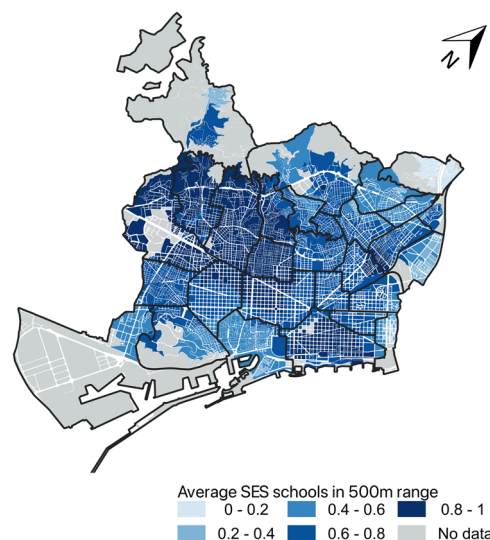 N
Average SES schools in 500m range
0 - 0.2 0.4 - 0.6 0.8 - 1
0.2 - 0.4 0.6 - 0.8 No data